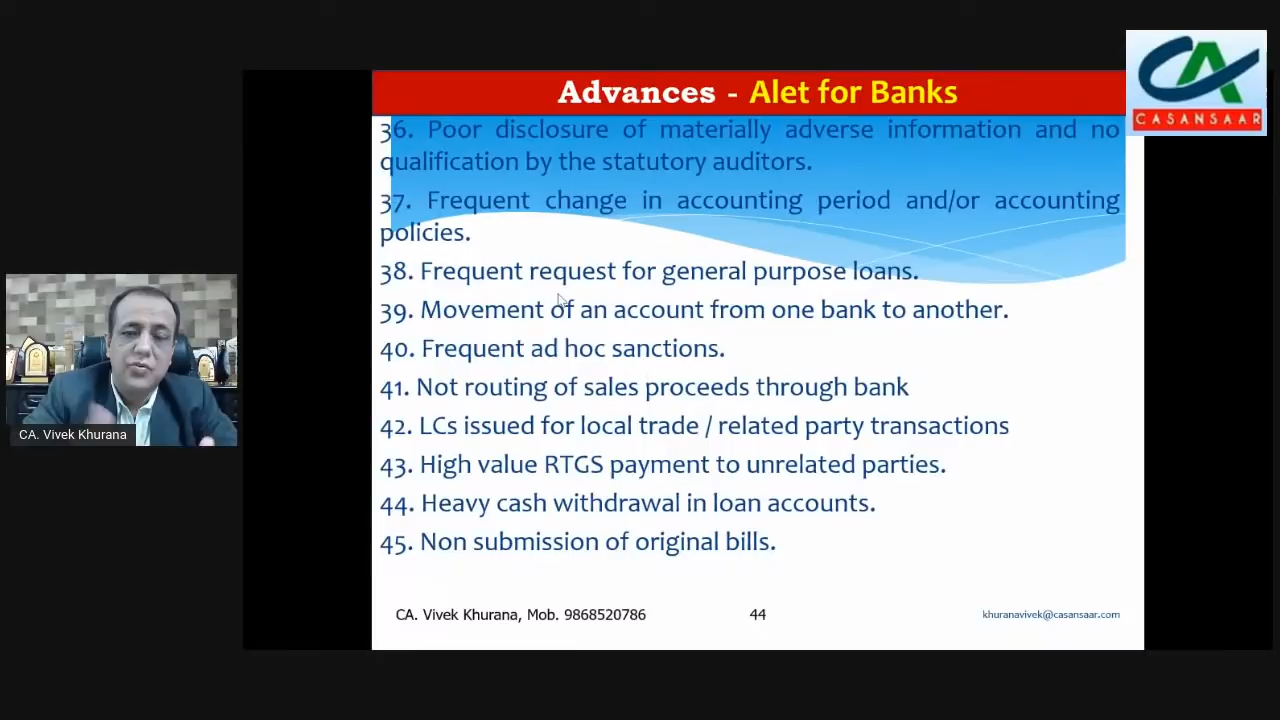 CA
CASANSAAR
Advances - Alet for Banks
36. Poor disclosure of materially adverse information and no
qualification by the statutory auditors.
37. Frequent change in accounting period and/or accounting
policies.
38. Frequent request for general purpose loans.
39. Movement of an account from one bank to another.
40. Frequent ad hoc sanctions.
41. Not routing of sales proceeds through bank
42. LCs issued for local trade / related party transactions
43. High value RTGS payment to unrelated parties.
44. Heavy cash withdrawal in loan accounts.
45. Non submission of original bills.
CA. Vivek Khurana
CA. Vivek Khurana, Mob. 9868520786 44 khuranavivek@casansaar.com